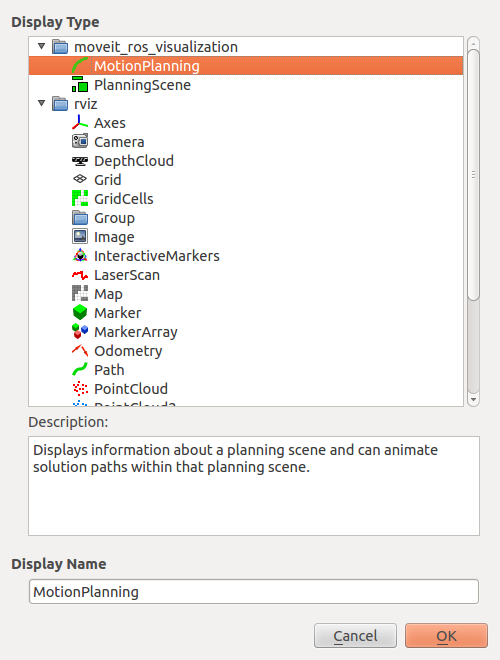 Display Type
moveit_ros_visualization
MotionPlanning
PlanningScene
rviz
Axes
Camera
DepthCloud
Grid
GridCells
Group
Image
InteractiveMarkers
LaserScan
Map
Marker
MarkerArray
Odometry
Path
PointCloud
PointCloud2
Description:
Displays information about a planning scene and can animate
solution paths within that planning scene.
Display Name
MotionPlanning
Cancel
OK